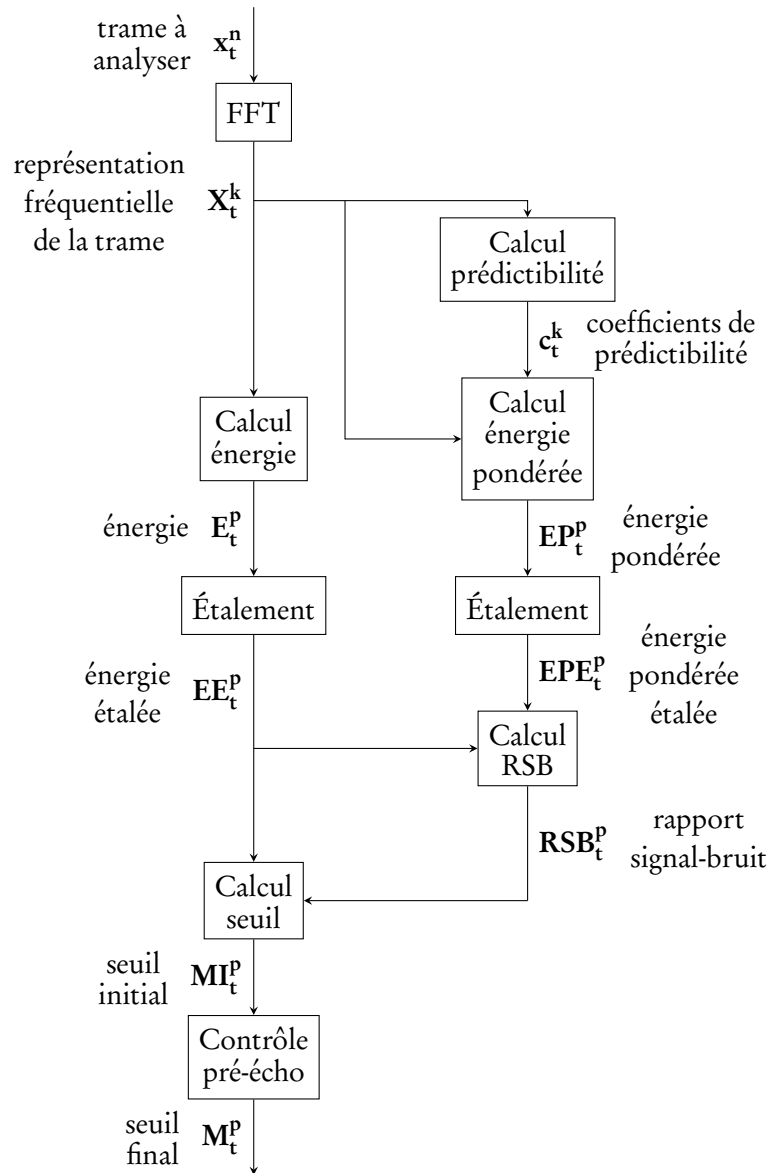 trame à
analyser
x_t^n
FFT
représentation
fréquentielle
de la trame
X_t^k
Calcul
prédictibilité
c_t^k
coefficients de
prédictibilité
Calcul
énergie
Calcul
énergie
pondérée
énergie
E_t^p
EP_t^p
énergie
pondérée
Étalement
Étalement
énergie
étalée
EE_t^p
EPE_t^p
énergie
pondérée
étalée
Calcul
RSB
RSB_t^p
rapport
signal-bruit
Calcul
seuil
seuil
initial
MI_t^p
Contrôle
pré-écho
seuil
final
M_t^p